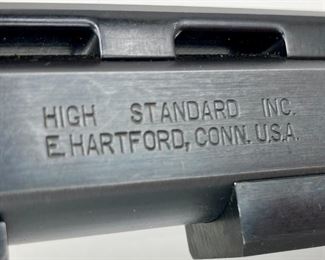 HIGH STANDARD INC.
E. HARTFORD, CONN. U.S.A.